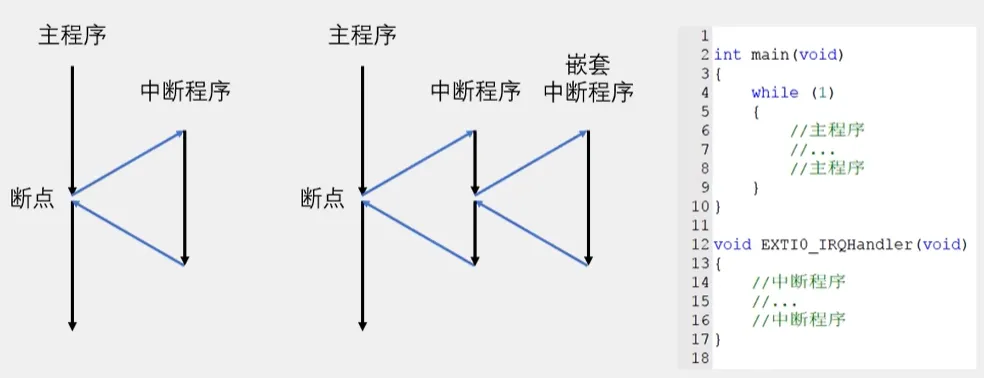 主程序
中断程序
断点
主程序
中断程序
嵌套
中断程序
断点
1
2 int main(void)
3 {
4 while (1)
5 {
6 //主程序
7 //...
8 //主程序
9 }
10 }
11
12 void EXTI0_IRQHandler(void)
13 {
14 //中断程序
15 //...
16 //中断程序
17 }
18